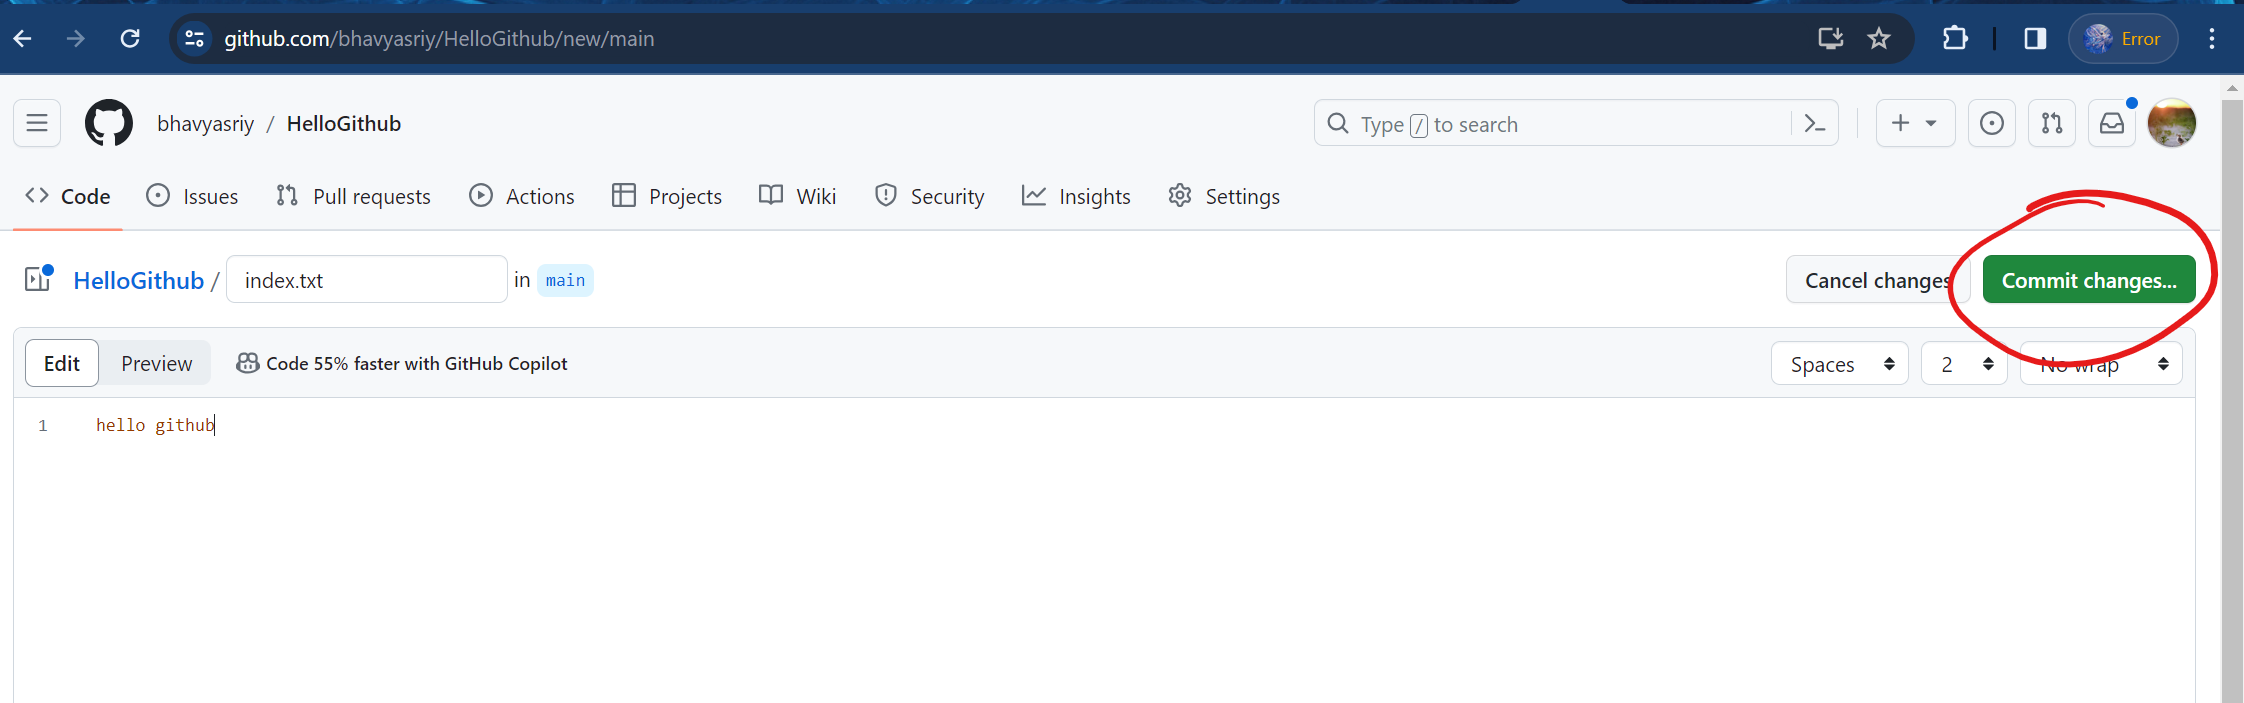 github.com/bhavyasriy/HelloGithub/new/main Error
bhavyasriy / HelloGithub Type / to search
Code Issues Pull requests Actions Projects Wiki Security Insights Settings
HelloGithub / index.txt in main Cancel changes Commit changes...
Edit Preview Code 55% faster with GitHub Copilot Spaces 2 No wrap
1 hello github